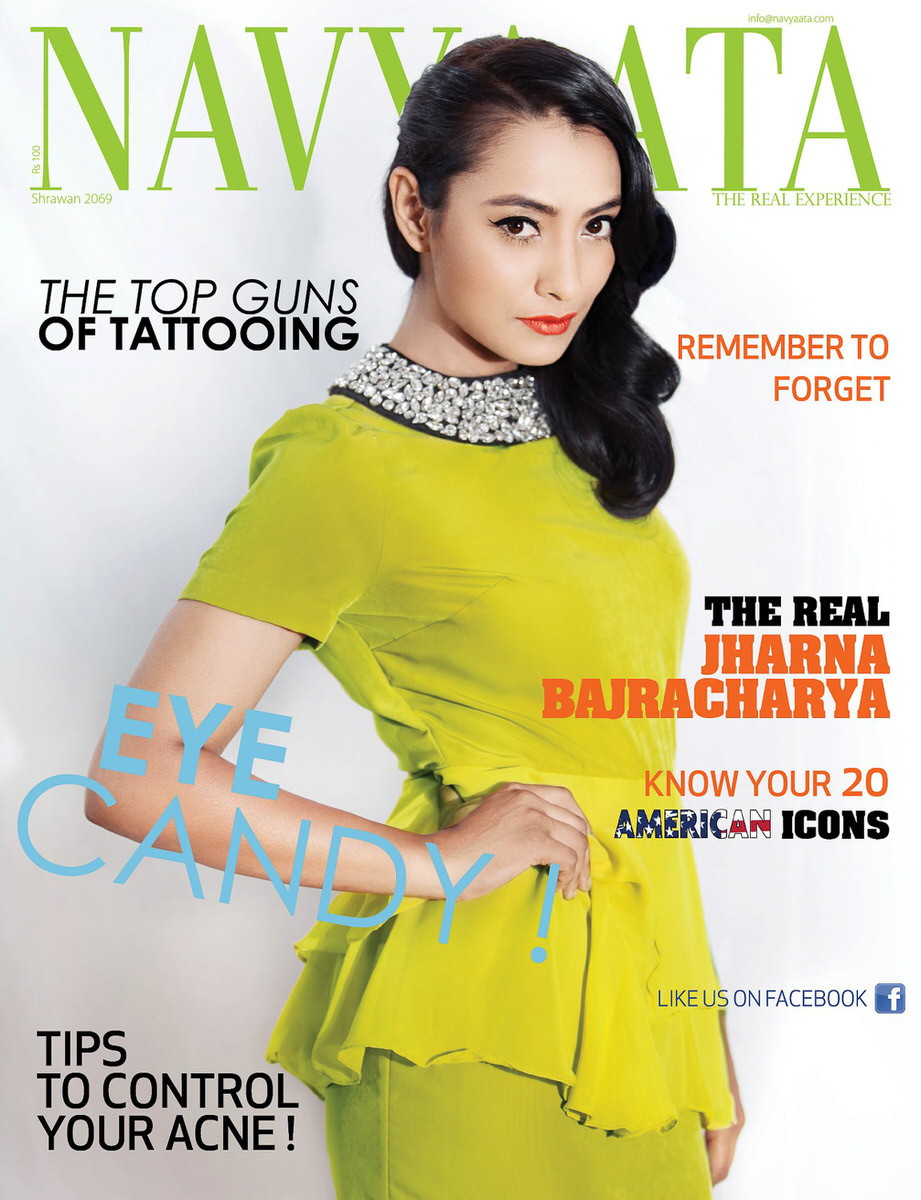 info@navyaata.com
NAVYAATA
Rs 100
Shrawan 2069
THE REAL EXPERIENCE
THE TOP GUNS
OF TATTOOING
REMEMBER TO
FORGET
THE REAL
JHARNA
BAJRACHARYA
EYE
CANDY !
KNOW YOUR 20
AMERICAN ICONS
LIKE US ON FACEBOOK f
TIPS
TO CONTROL
YOUR ACNE !